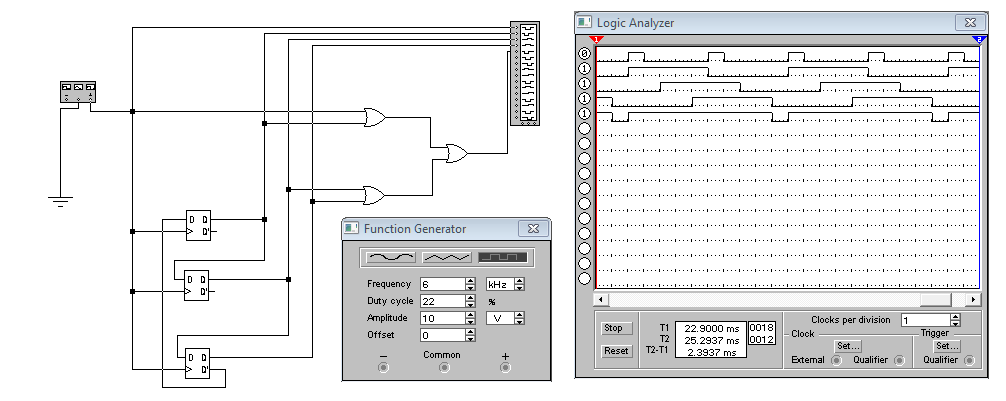 Logic Analyzer
1
2
0
1
1
1
1
D Q
Q'
D Q
Q'
D Q
Q'
Function Generator
Frequency 6 kHz
Duty cycle 22 %
Amplitude 10 V
Offset 0
− Common +
Clocks per division 1
Stop
Reset
T1 22.9000 ms 0018
T2 25.2937 ms 0012
T2-T1 2.3937 ms
Clock
Set...
External Qualifier
Trigger
Set...
Qualifier